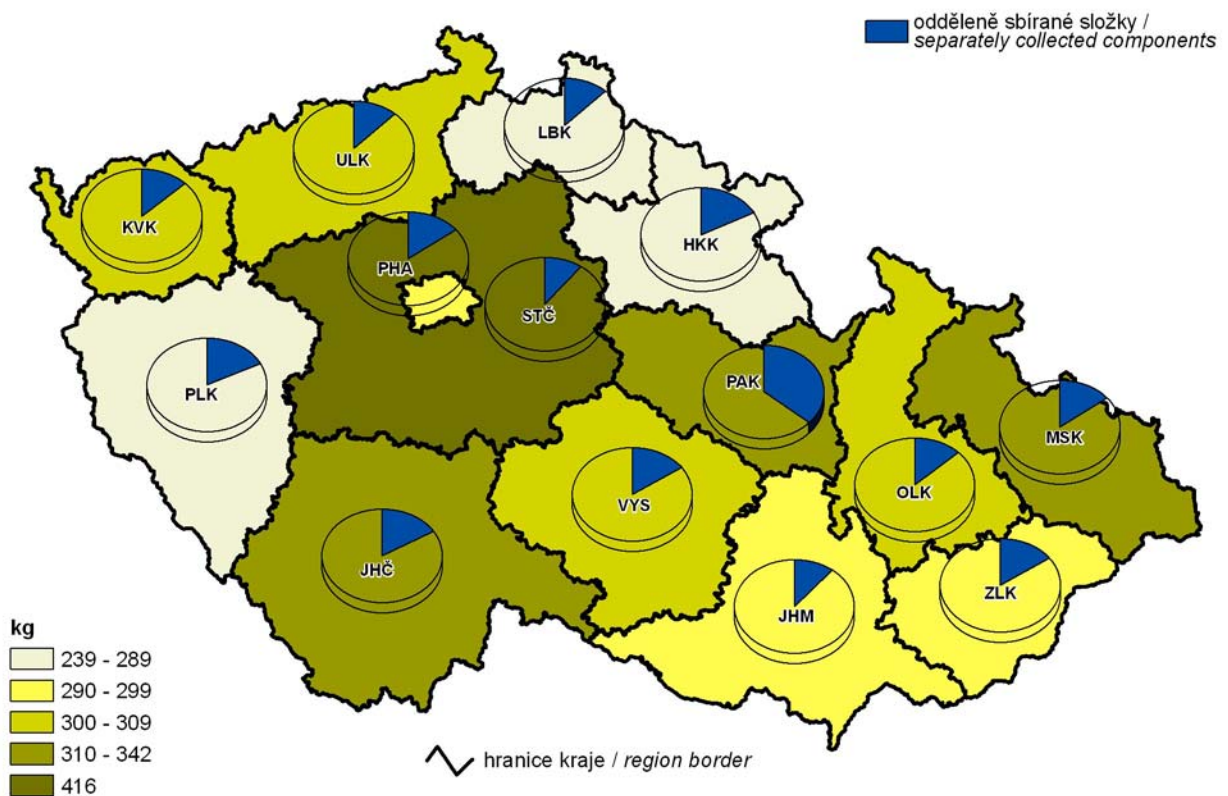 odděleně sbírané složky /
separately collected components
LBK
ULK
KVK
HKK
PHA
STČ
PLK
PAK
MSK
OLK
VYS
JHČ
ZLK
JHM
kg
239 - 289
290 - 299
300 - 309
310 - 342
416
hranice kraje / region border